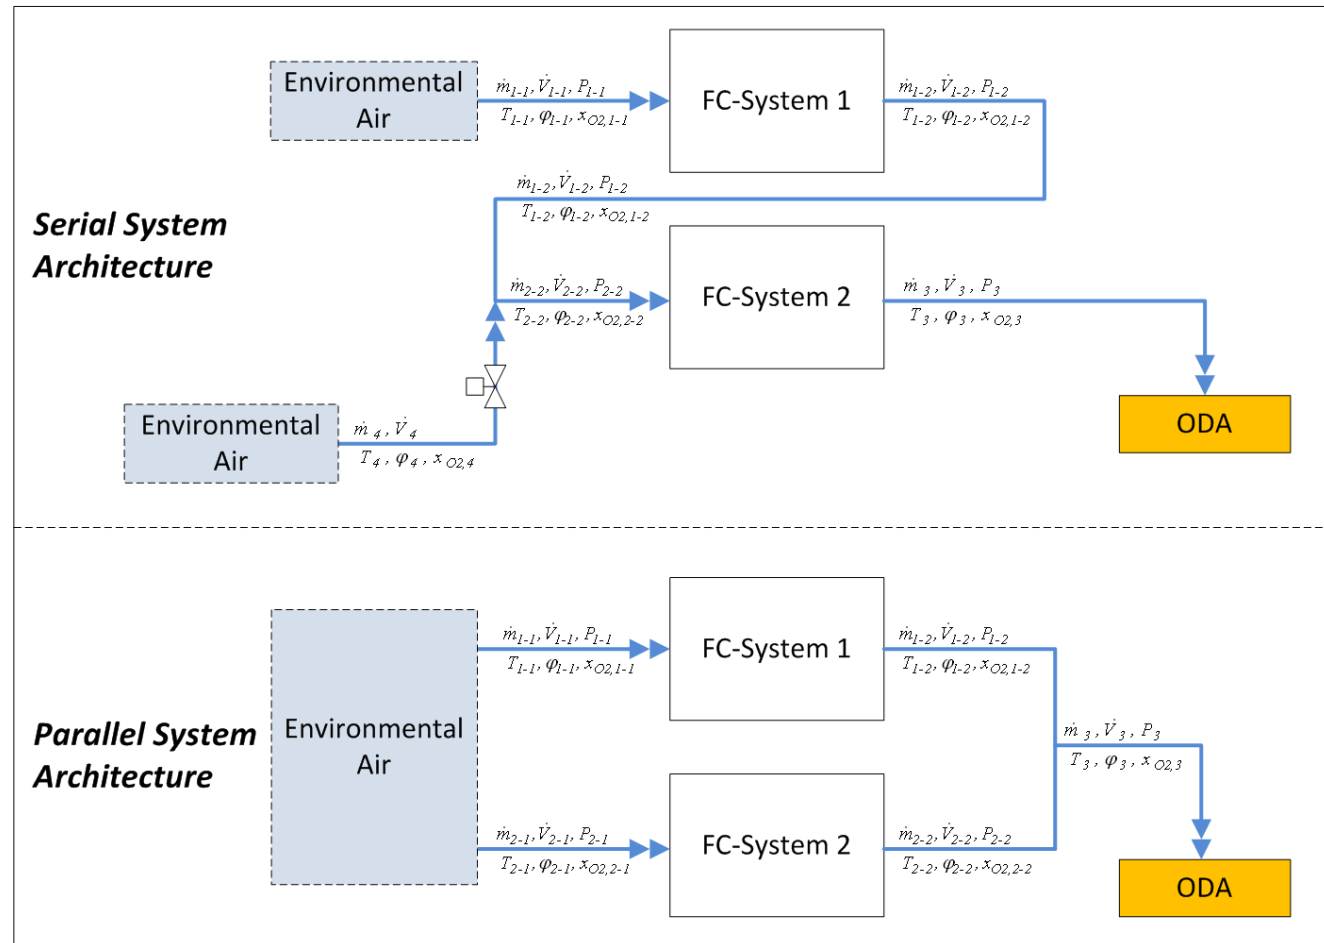 Environmental
Air
ṁ1-1, V̇1-1, P1-1
T1-1, φ1-1, xO2,1-1
FC-System 1
ṁ1-2, V̇1-2, P1-2
T1-2, φ1-2, xO2,1-2
ṁ1-2, V̇1-2, P1-2
T1-2, φ1-2, xO2,1-2
Serial System
Architecture
ṁ2-2, V̇2-2, P2-2
T2-2, φ2-2, xO2,2-2
FC-System 2
ṁ3, V̇3, P3
T3, φ3, xO2,3
Environmental
Air
ṁ4, V̇4
T4, φ4, xO2,4
ODA
Parallel System
Architecture
Environmental
Air
ṁ1-1, V̇1-1, P1-1
T1-1, φ1-1, xO2,1-1
FC-System 1
ṁ1-2, V̇1-2, P1-2
T1-2, φ1-2, xO2,1-2
ṁ3, V̇3, P3
T3, φ3, xO2,3
ṁ2-1, V̇2-1, P2-1
T2-1, φ2-1, xO2,2-1
FC-System 2
ṁ2-2, V̇2-2, P2-2
T2-2, φ2-2, xO2,2-2
ODA